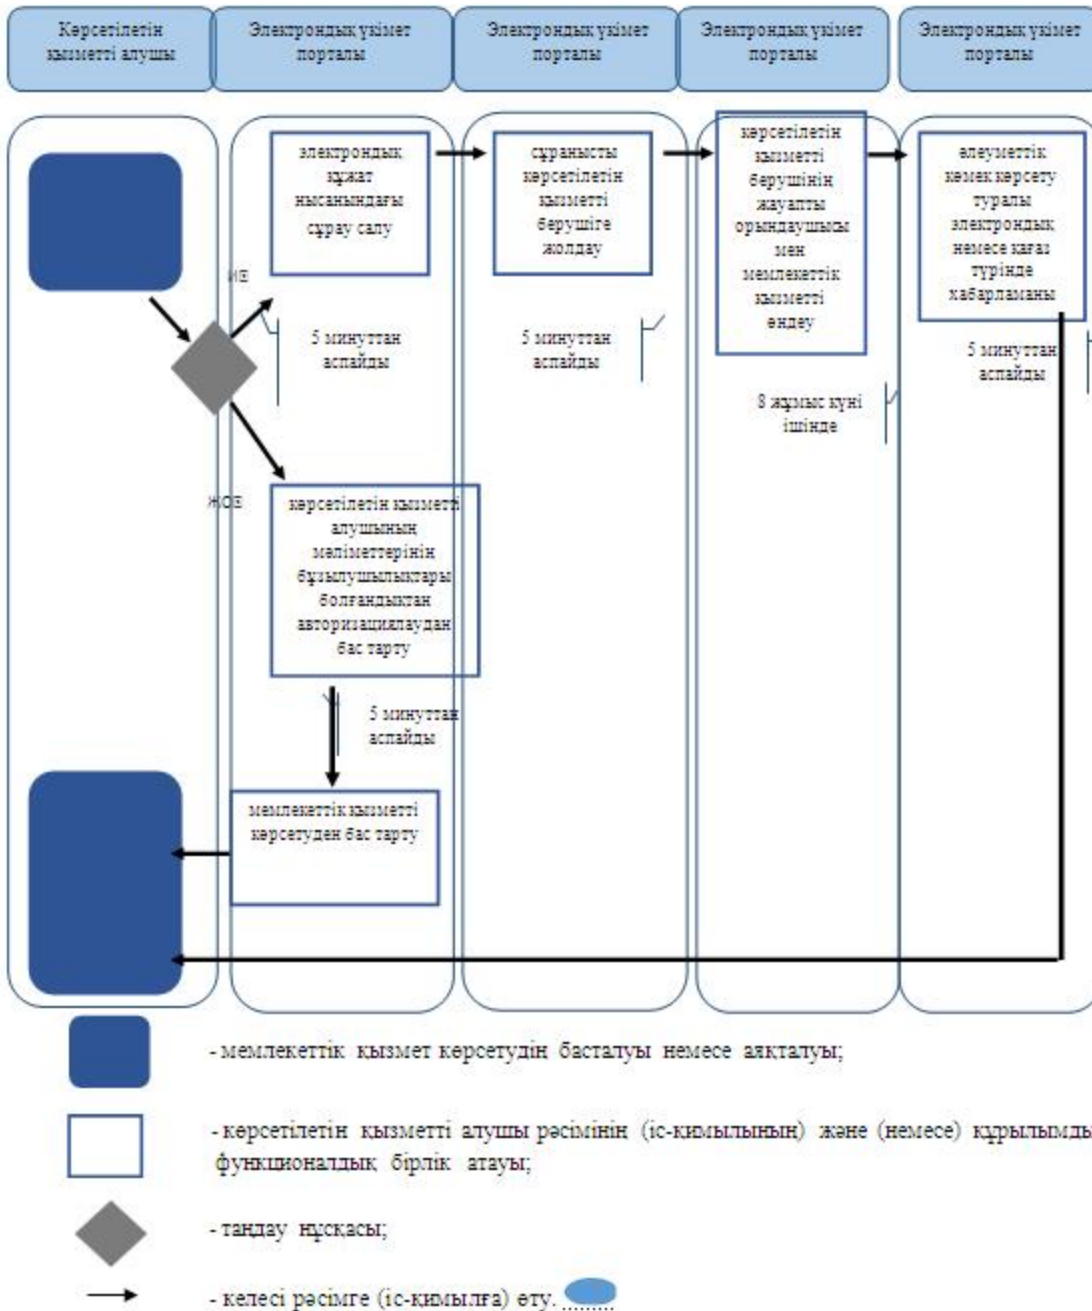 Көрсетілетін
қызметті алушы
Электрондық үкімет
порталы
Электрондық үкімет
порталы
Электрондық үкімет
порталы
Электрондық үкімет
порталы
электрондық
құжат
нысанындағы
сұрау салу
сұранысты
көрсетілетін
қызметті
берушіге
жолдау
көрсетілетін
қызметті
берушінің
жауапты
орындаушысы
мен
мемлекеттік
қызметті
өңдеу
әлеуметтік
көмек көрсету
туралы
электрондық
немесе қағаз
түрінде
хабарламаны
ИЕ
5 минуттан
аспайды
5 минуттан
аспайды
8 жұмыс күні
ішінде
5 минуттан
аспайды
көрсетілетін қызметті
алушының
мәліметтерінің
бұзылушылықтары
болғандықтан
авторизациялаудан
бас тарту
5 минуттан
аспайды
мемлекеттік қызметті
көрсетуден бас тарту
- мемлекеттік қызмет көрсетудің басталуы немесе аяқталуы;
- көрсетілетін қызметті алушы рәсімінің (іс-қимылының) және (немесе) құрылымды
функционалдық бірлік атауы;
- таңдау нұсқасы;
- келесі рәсімге (іс-қимылға) өту.